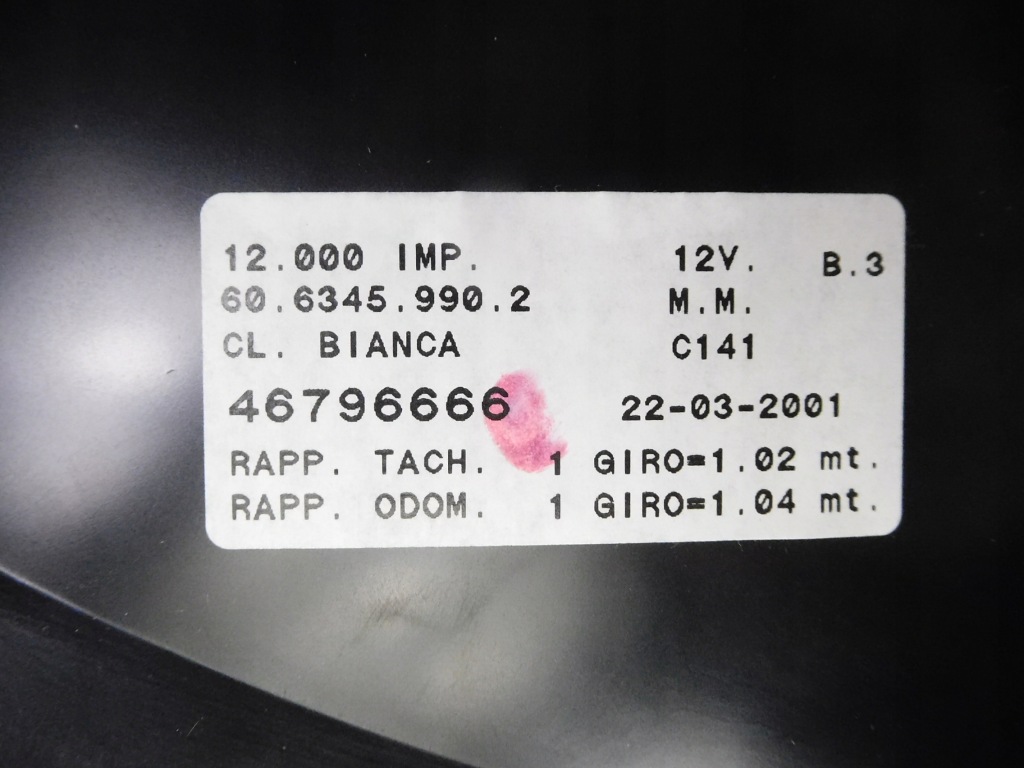 12.000 IMP. 12V. B.3
60.6345.990.2 M.M.
CL. BIANCA C141
46796666 22-03-2001
RAPP. TACH. 1 GIRO=1.02 mt.
RAPP. ODOM. 1 GIRO=1.04 mt.